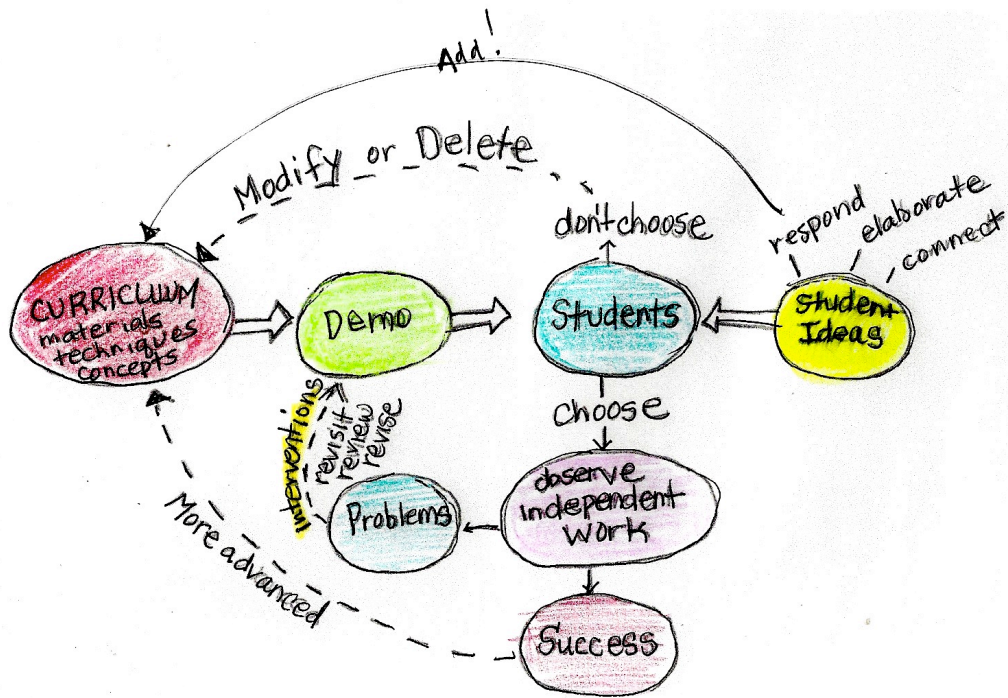 Add!
Modify or Delete
don't choose
respond
elaborate
connect
CURRICULUM
materials
techniques
concepts
Demo
Students
Student
Ideas
Interventions
revisit
review
revise
choose
observe
independent
work
Problems
More advanced
Success